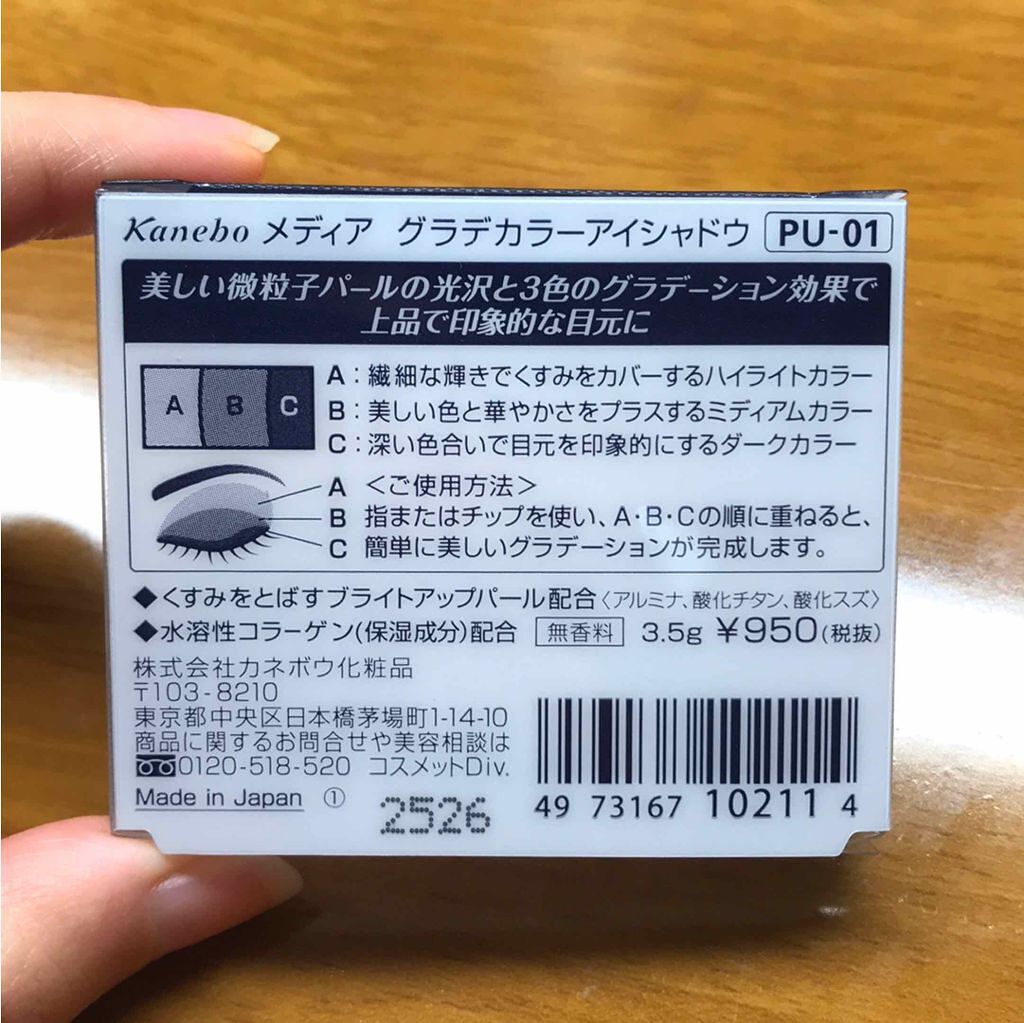 Kanebo メディア グラデカラーアイシャドウ PU-01
美しい微粒子パールの光沢と3色のグラデーション効果で
上品で印象的な目元に
A B C
A：繊細な輝きでくすみをカバーするハイライトカラー
B：美しい色と華やかさをプラスするミディアムカラー
C：深い色合いで目元を印象的にするダークカラー
A <ご使用方法>
B 指またはチップを使い、A・B・Cの順に重ねると、
C 簡単に美しいグラデーションが完成します。
◆くすみをとばすブライトアップパール配合〈アルミナ、酸化チタン、酸化スズ〉
◆水溶性コラーゲン(保湿成分)配合 無香料 3.5g ¥950(税抜)
株式会社カネボウ化粧品
〒103-8210
東京都中央区日本橋茅場町1-14-10
商品に関するお問合せや美容相談は
0120-518-520 コスメットDiv.
Made in Japan ①
2526
49 73167 10211 4